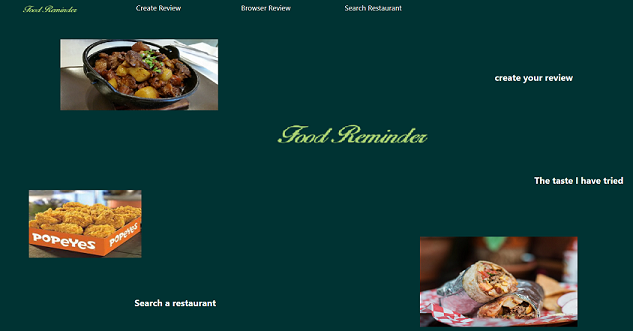 Food Reminder
Create Review
Browser Review
Search Restaurant
create your review
Food Reminder
The taste I have tried
POPEYES
POPEYES
Search a restaurant